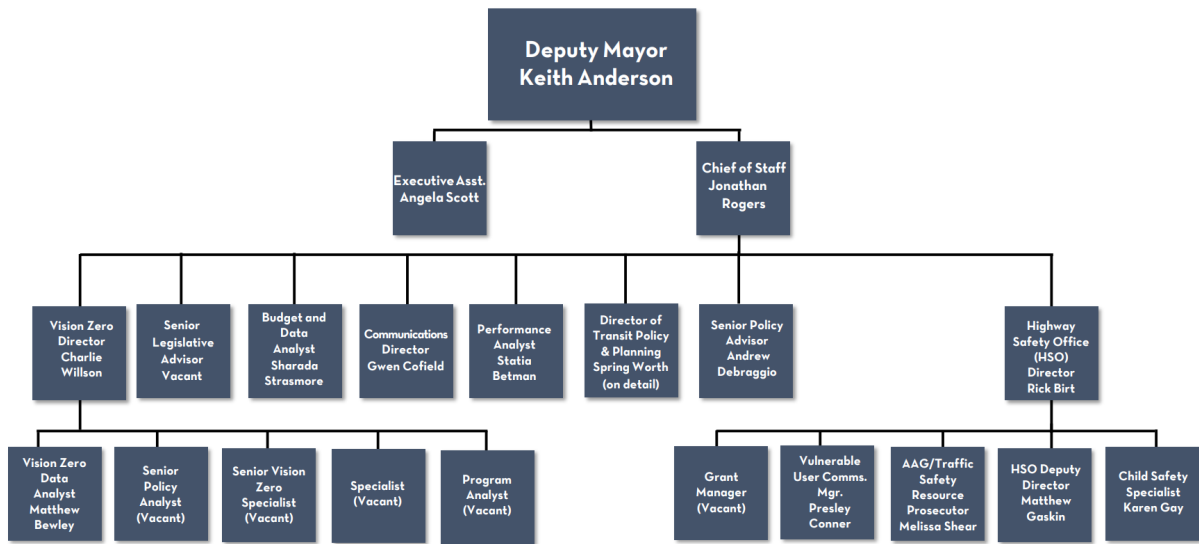 Deputy Mayor
Keith Anderson
Executive Asst.
Angela Scott
Chief of Staff
Jonathan
Rogers
Vision Zero
Director
Charlie
Willson
Senior
Legislative
Advisor
Vacant
Budget and
Data
Analyst
Sharada
Strasmore
Communications
Director
Gwen Cofield
Performance
Analyst
Statia
Betman
Director of
Transit Policy
& Planning
Spring Worth
(on detail)
Senior Policy
Advisor
Andrew
Debraggio
Highway
Safety Office
(HSO)
Director
Rick Birt
Vision Zero
Data
Analyst
Matthew
Bewley
Senior
Policy
Analyst
(Vacant)
Senior Vision
Zero
Specialist
(Vacant)
Specialist
(Vacant)
Program
Analyst
(Vacant)
Grant
Manager
(Vacant)
Vulnerable
User Comms.
Mgr.
Presley
Conner
AAG/Traffic
Safety
Resource
Prosecutor
Melissa Shear
HSO Deputy
Director
Matthew
Gaskin
Child Safety
Specialist
Karen Gay